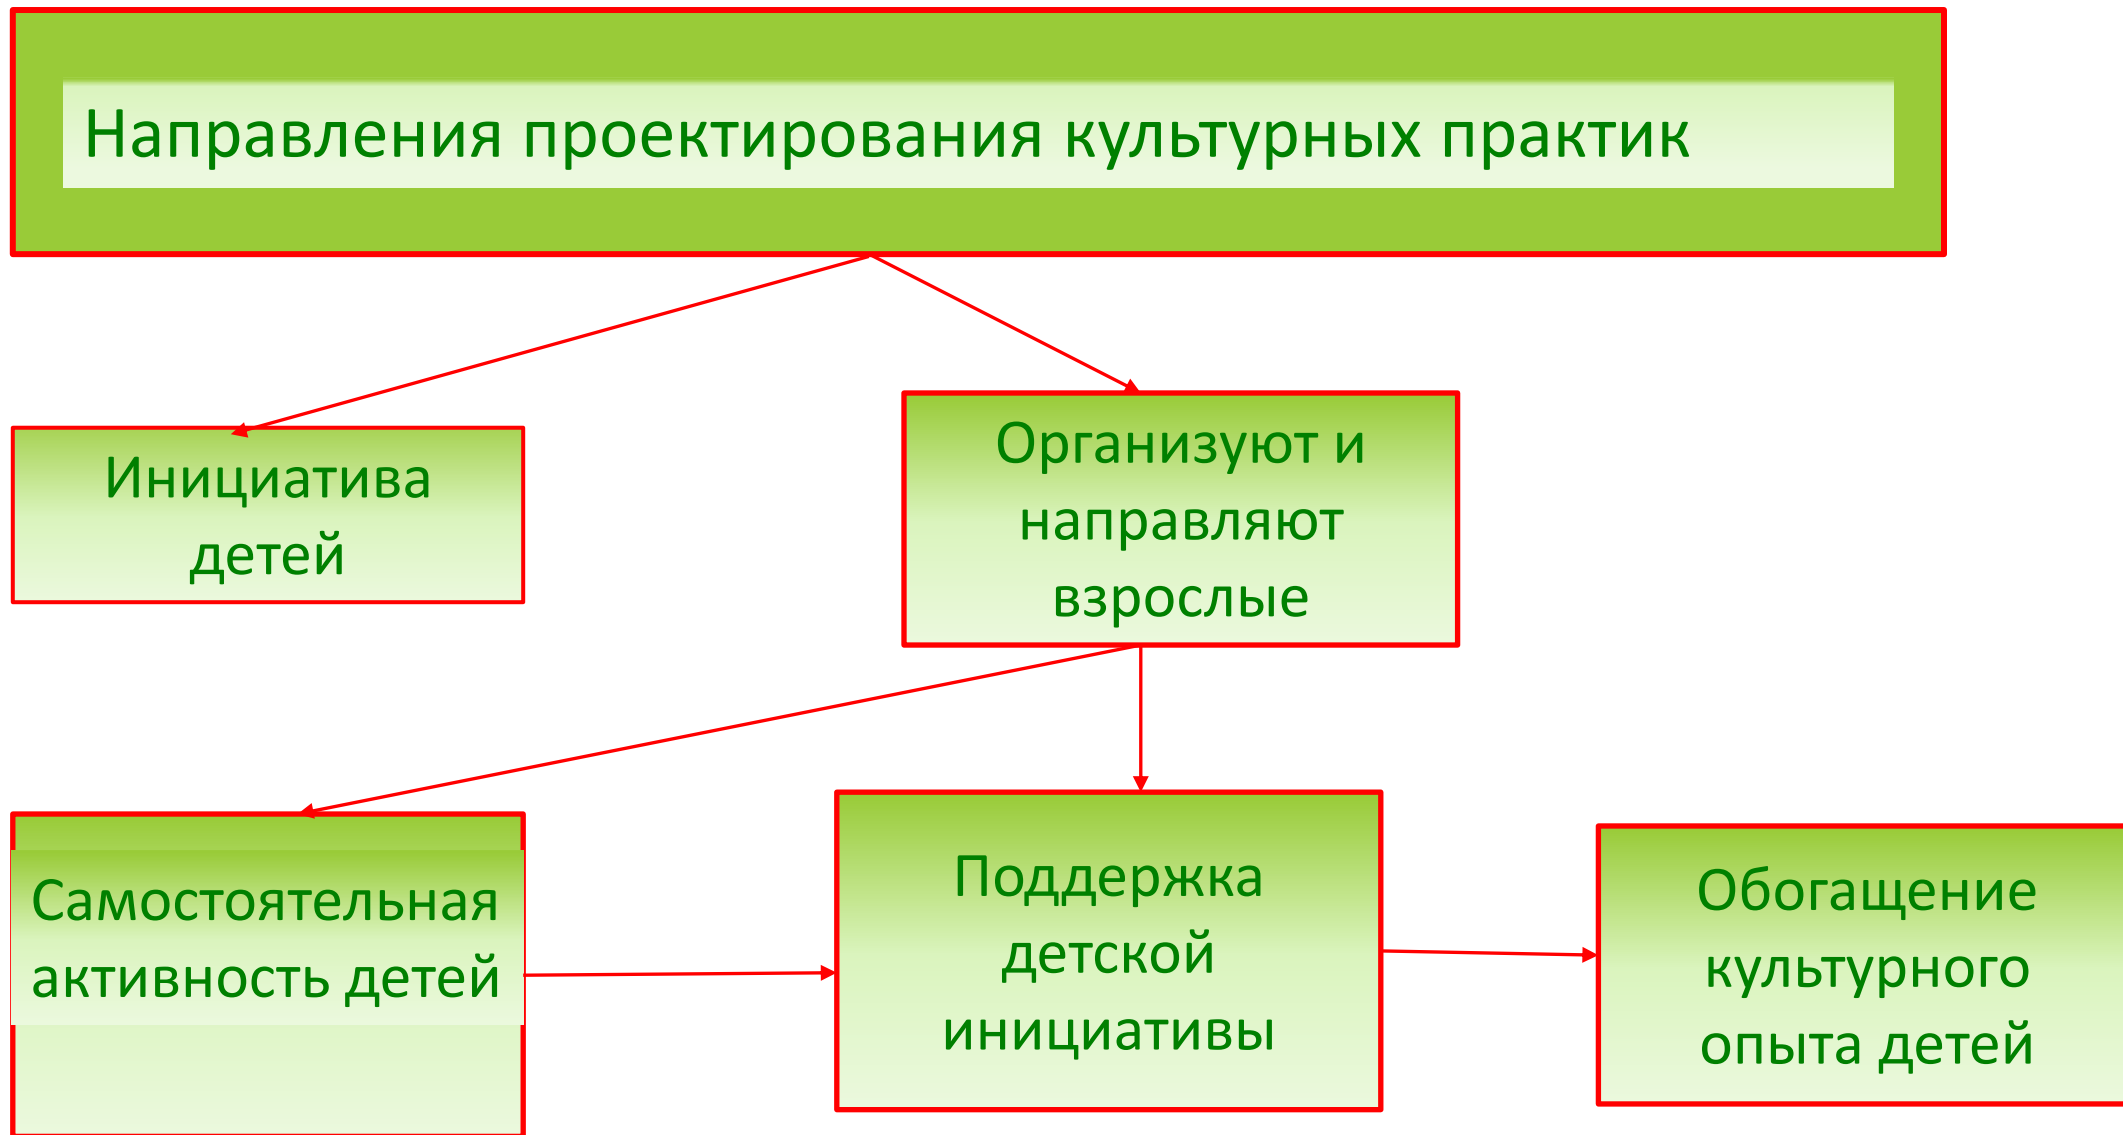 Направления проектирования культурных практик
Инициатива
детей
Организуют и
направляют
взрослые
Самостоятельная
активность детей
Поддержка
детской
инициативы
Обогащение
культурного
опыта детей